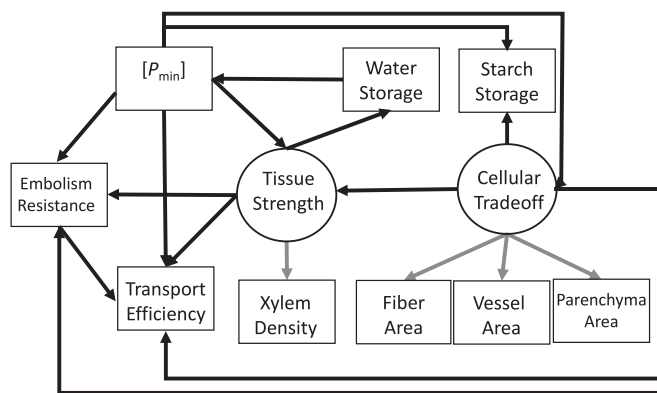 [Pmin]
Water
Storage
Starch
Storage
Embolism
Resistance
Tissue
Strength
Cellular
Tradeoff
Transport
Efficiency
Xylem
Density
Fiber
Area
Vessel
Area
Parenchyma
Area